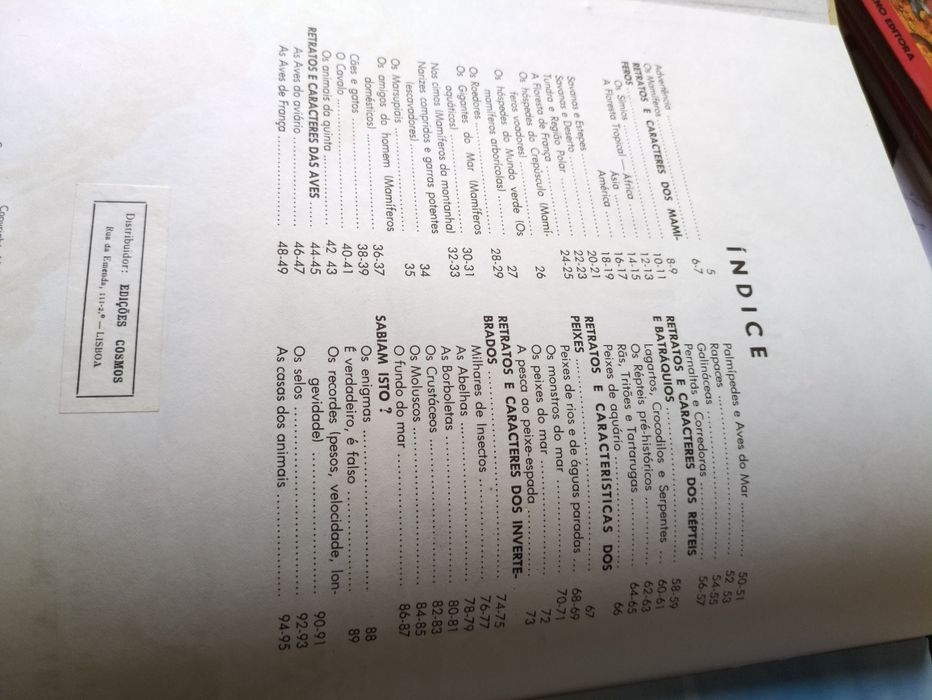 ÍNDICE
Advertência ........ 5
Os Mamíferos ........ 6-7
RETRATOS E CARACTERES DOS MAMÍ-
FEROS ........ 8-9
Os Símios ........ 10-11
A Floresta Tropical — África ........ 12-13
Ásia ........ 14-15
América ........ 16-17
Savanas e Estepes ........ 18-19
Savanas e Deserto ........ 20-21
Tundra e Região Polar ........ 22-23
A Floresta de França ........ 24-25
Os hóspedes do Crepúsculo (Mamí-
feros voadores) ........ 26
Os hóspedes do Mundo verde (Os
mamíferos arborícolas) ........ 27
Os Roedores ........ 28-29
Os Gigantes do Mar (Mamíferos
aquáticos) ........ 30-31
Nos cimos (Mamíferos da montanha) 32-33
Narizes compridos e garras potentes
(escavadores) ........ 34
Os Marsupiais ........ 35
Os amigos do homem (Mamíferos
domésticos) ........ 36-37
Cães e gatos ........ 38-39
O Cavalo ........ 40-41
Os animais da quinta ........ 42 43
RETRATOS E CARACTERES DAS AVES ........ 44-45
As Aves do aviário ........ 46-47
As Aves de França ........ 48-49
Palmípedes e Aves do Mar ........ 50-51
Rapaces ........ 52 53
Galináceas ........ 54-55
Pernaltas e Corredoras ........ 56-57
RETRATOS E CARACTERES DOS RÉPTEIS
E BATRÁQUIOS ........ 58-59
Lagartos, Crocodilos e Serpentes ... 60-61
Os Répteis pré-históricos ........ 62-63
Rãs, Tritões e Tartarugas ........ 64-65
Peixes de aquário ........ 66
RETRATOS E CARACTERÍSTICAS DOS
PEIXES ........ 67
Peixes de rios e de águas paradas ... 68-69
Os monstros do mar ........ 70-71
Os peixes do mar ........ 72
A pesca ao peixe-espada ........ 73
RETRATOS E CARACTERES DOS INVERTE-
BRADOS ........ 74-75
Milhares de Insectos ........ 76-77
As Abelhas ........ 78-79
As Borboletas ........ 80-81
Os Crustáceos ........ 82-83
Os Moluscos ........ 84-85
O fundo do mar ........ 86-87
SABIAM ISTO ?
Os enigmas ........ 88
É verdadeiro, é falso ........ 89
Os recordes (pesos, velocidade, lon-
gevidade) ........ 90-91
Os selos ........ 92-93
As casas dos animais ........ 94-95
Distribuidor: EDIÇÕES COSMOS
Rua da Emenda, 111-2.º — LISBOA
EDITORA